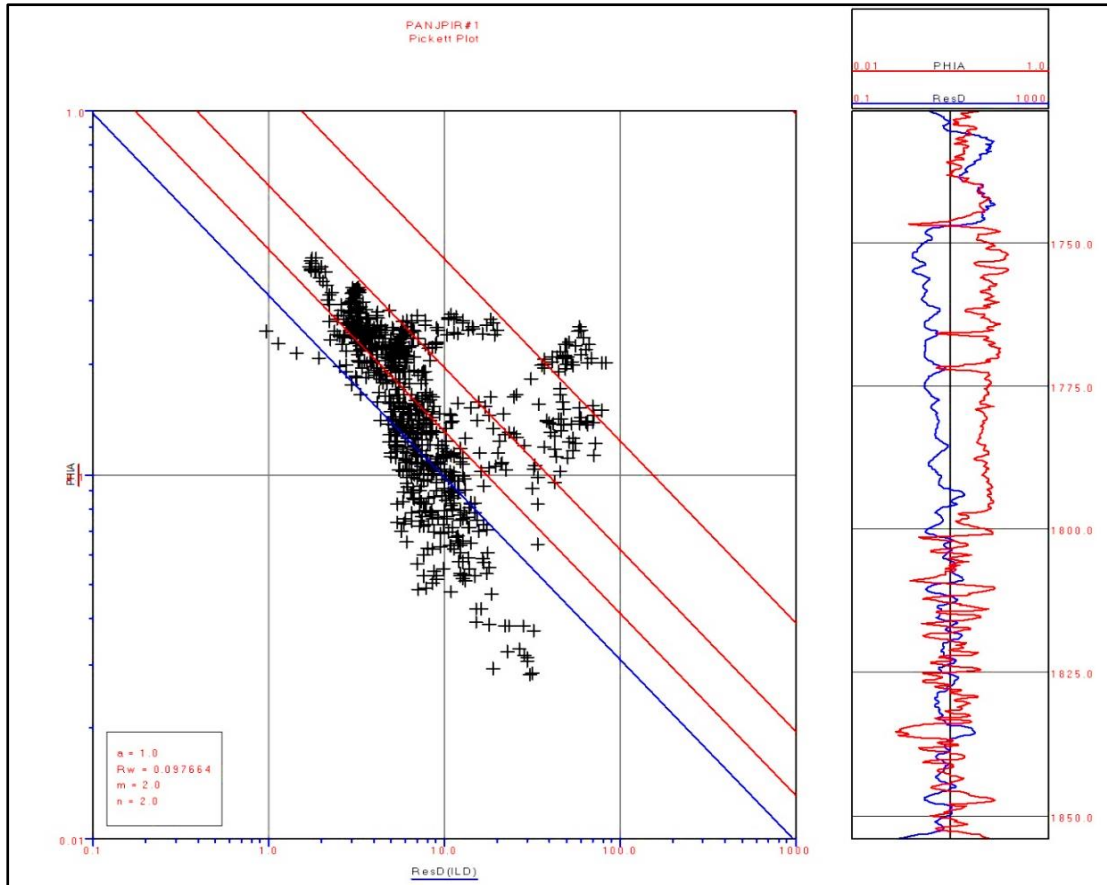 PANJPIR#1
Pickett Plot
0.01 PHIA 1.0
0.1 ResD 1000
1.0
PHIA
.1
0.01
a = 1.0
Rw = 0.097664
m = 2.0
n = 2.0
0.1 1.0 10.0 100.0 1000
ResD(ILD)
1750.0
1775.0
1800.0
1825.0
1850.0